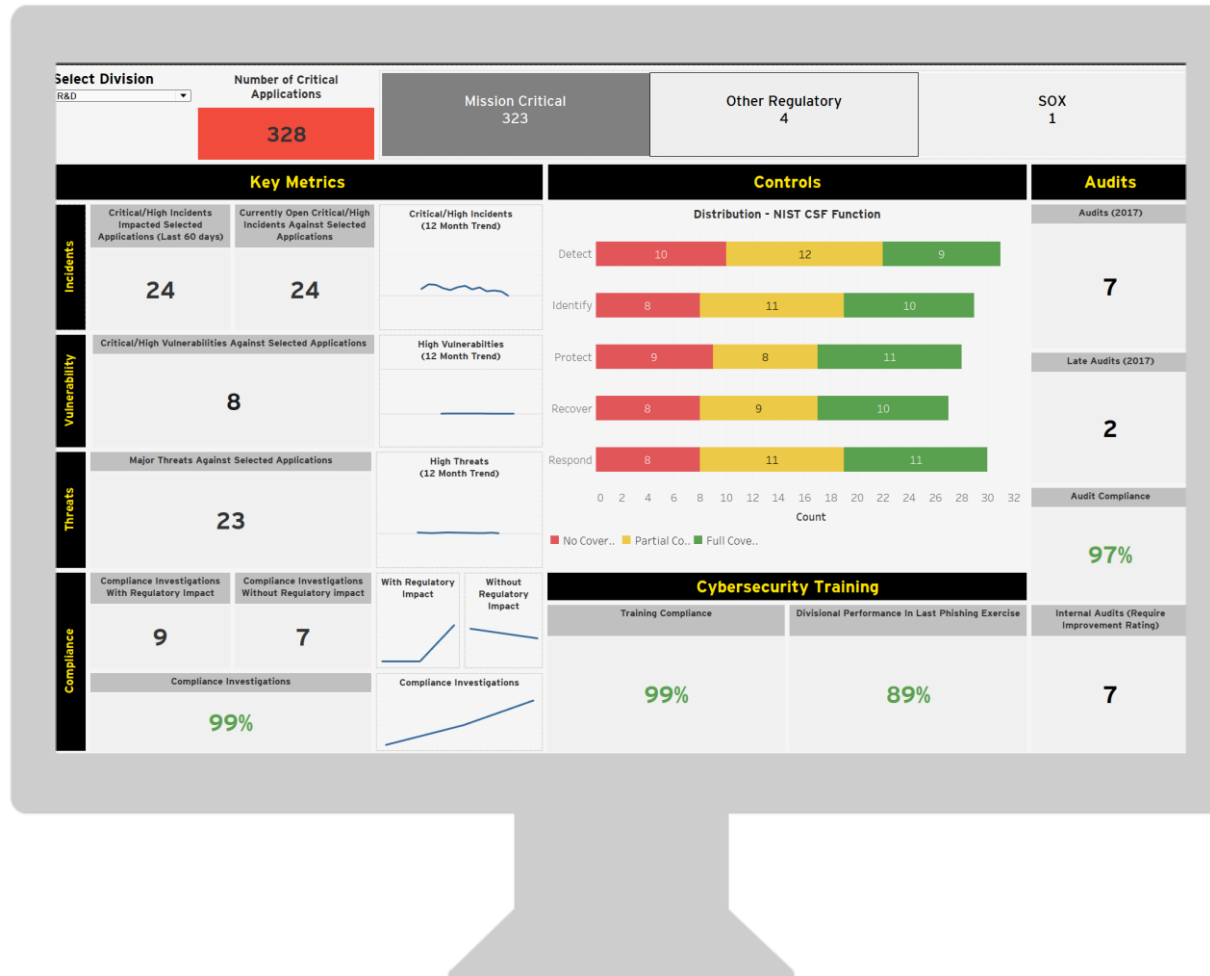 Select Division
R&D
Number of Critical
Applications
328
Mission Critical
323
Other Regulatory
4
SOX
1
Key Metrics
Controls
Audits
Incidents
Critical/High Incidents
Impacted Selected
Applications (Last 60 days)
24
Currently Open Critical/High
Incidents Against Selected
Applications
24
Critical/High Incidents
(12 Month Trend)
Vulnerability
Critical/High Vulnerabilities Against Selected Applications
8
High Vulnerabilties
(12 Month Trend)
Threats
Major Threats Against Selected Applications
23
High Threats
(12 Month Trend)
Compliance
Compliance Investigations
With Regulatory Impact
9
Compliance Investigations
Without Regulatory impact
7
With Regulatory
Impact
Without
Regulatory
Impact
Compliance Investigations
99%
Compliance Investigations
Distribution - NIST CSF Function
Detect 10 12 9
Identify 8 11 10
Protect 9 8 11
Recover 8 9 10
Respond 8 11 11
0 2 4 6 8 10 12 14 16 18 20 22 24 26 28 30 32
Count
No Cover.. Partial Co.. Full Cove..
Cybersecurity Training
Training Compliance
99%
Divisional Performance In Last Phishing Exercise
89%
Audits (2017)
7
Late Audits (2017)
2
Audit Compliance
97%
Internal Audits (Require
Improvement Rating)
7